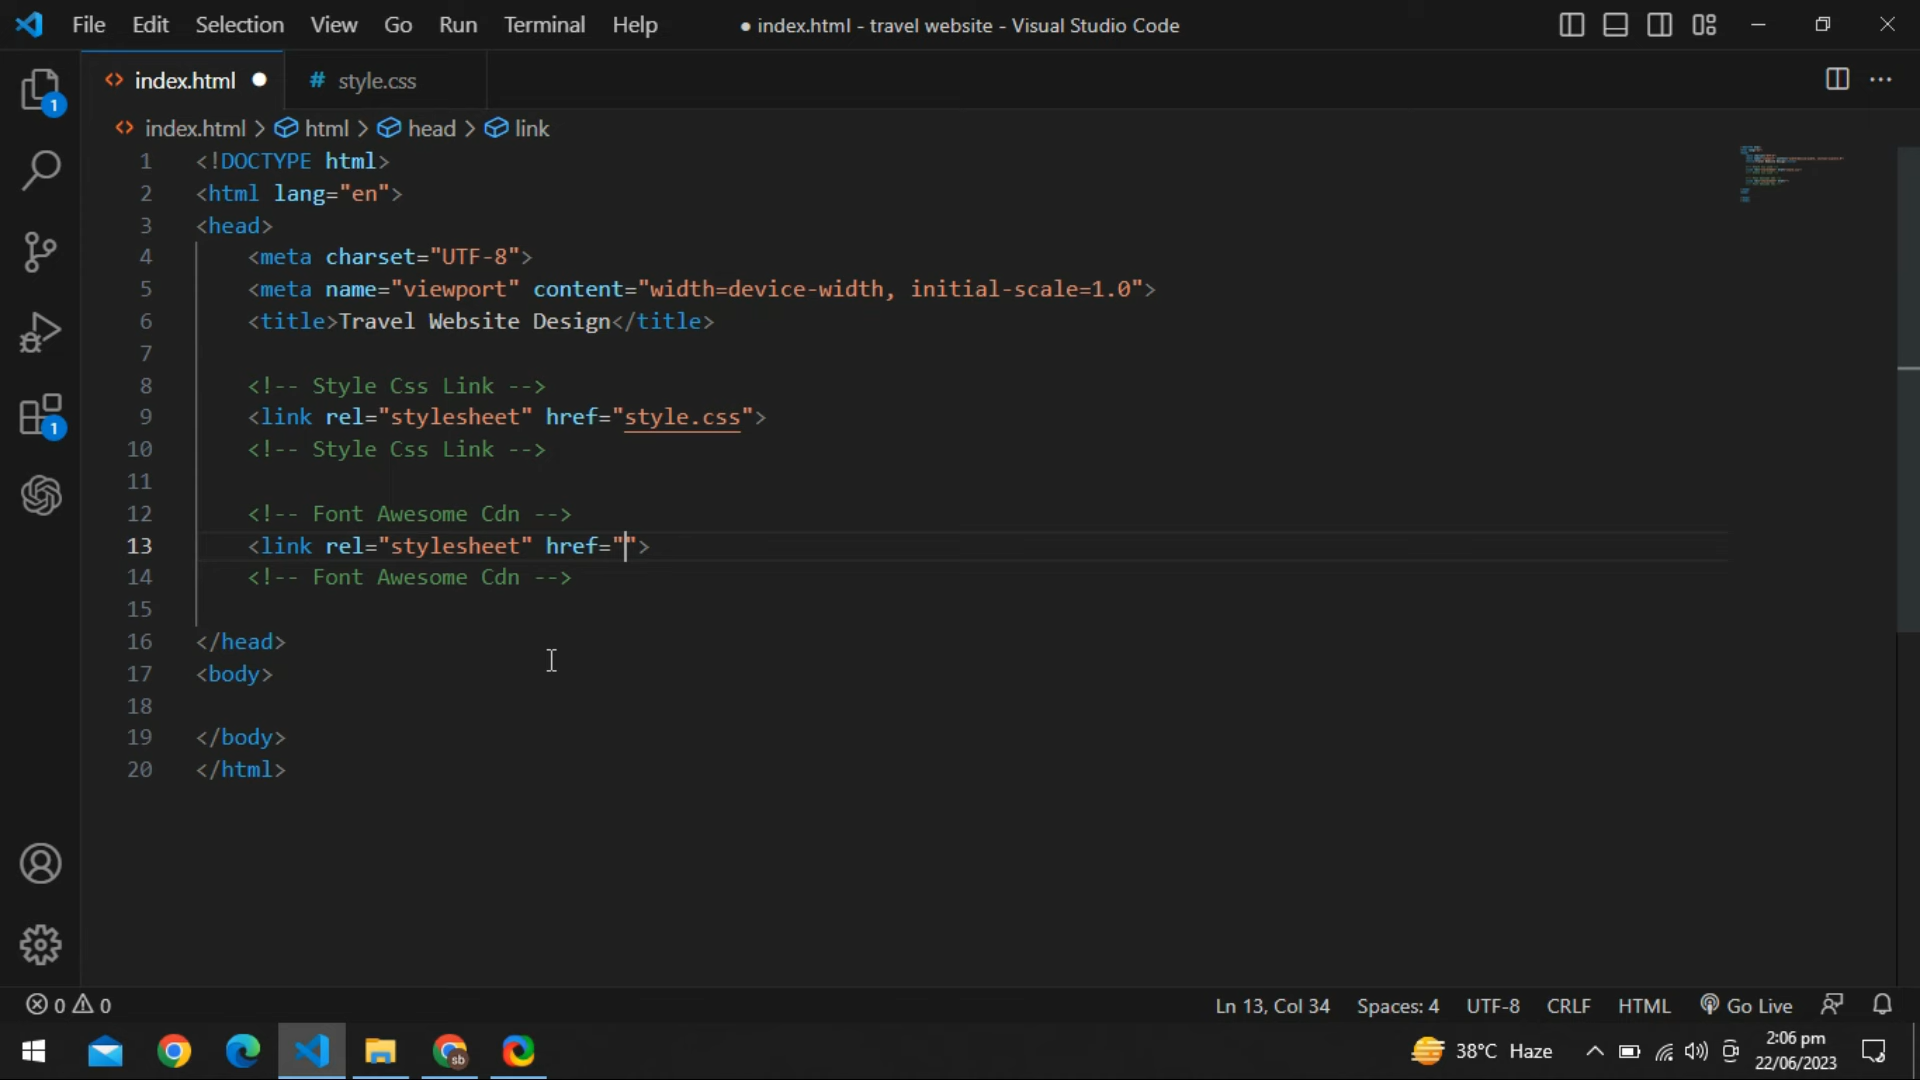 File Edit Selection View Go Run Terminal Help ● index.html - travel website - Visual Studio Code
<> index.html ● # style.css
<> index.html > html > head > link
1 <!DOCTYPE html>
2 <html lang="en">
3 <head>
4 <meta charset="UTF-8">
5 <meta name="viewport" content="width=device-width, initial-scale=1.0">
6 <title>Travel Website Design</title>
7
8 <!-- Style Css Link -->
9 <link rel="stylesheet" href="style.css">
10 <!-- Style Css Link -->
11
12 <!-- Font Awesome Cdn -->
13 <link rel="stylesheet" href="">
14 <!-- Font Awesome Cdn -->
15
16 </head>
17 <body>
18
19 </body>
20 </html>
1
1
0 0 Ln 13, Col 34 Spaces: 4 UTF-8 CRLF HTML Go Live
sb 38°C Haze 2:06 pm
22/06/2023